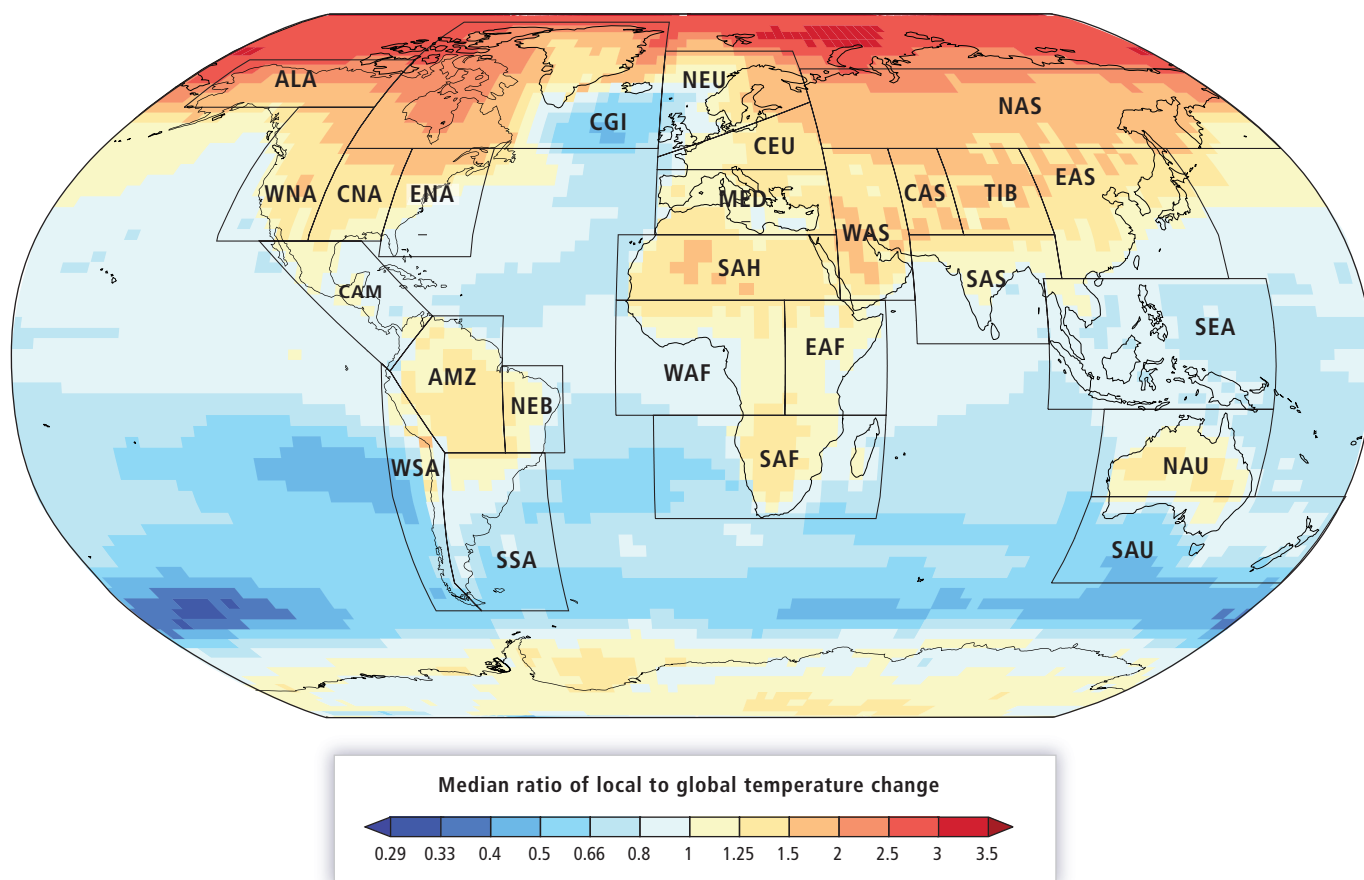 ALA
NEU
NAS
CGI
CEU
WNA
CNA
ENA
MED
WAS
CAS
TIB
EAS
SAH
SAS
CAM
SEA
WAF
EAF
AMZ
NEB
WSA
SAF
NAU
SSA
SAU
Median ratio of local to global temperature change
0.29 0.33 0.4 0.5 0.66 0.8 1 1.25 1.5 2 2.5 3 3.5